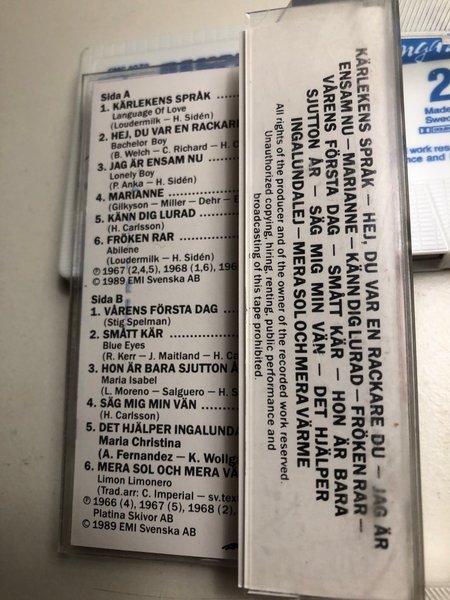 Sida A
1. KÄRLEKENS SPRÅK ........
Language Of Love
(Loudermilk – H. Sidén)
2. HEJ, DU VAR EN RACKARE
Bachelor Boy
(B. Welch – C. Richard – H. C
3. JAG ÄR ENSAM NU ........
Lonely Boy
(P. Anka – H. Sidén)
4. MARIANNE ........
(Gilkyson – Miller – Dehr –
5. KÄNN DIG LURAD ........
(H. Carlsson)
6. FRÖKEN RAR ........
Abilene
(Loudermilk – H. Sidén)
Ⓟ 1967 (2,4,5), 1968 (1,6), 196
© 1989 EMI Svenska AB
Sida B
1. VÅRENS FÖRSTA DAG ........
(Stig Spelman)
2. SMÅTT KÄR ........
Blue Eyes
(R. Kerr – J. Maitland – H. Ca
3. HON ÄR BARA SJUTTON Å
Maria Isabel
(L. Moreno – Salguero – H. S
4. SÄG MIG MIN VÄN ........
(H. Carlsson)
5. DET HJÄLPER INGALUNDA
Maria Christina
(A. Fernandez – K. Wollg
6. MERA SOL OCH MERA VÄ
Limon Limonero
(Trad.arr: C. Imperial – sv.tex
Ⓟ 1966 (4), 1967 (5), 1968 (2),
Platina Skivor AB
© 1989 EMI Svenska AB
KÄRLEKENS SPRÅK – HEJ, DU VAR EN RACKARE DU – JAG ÄR
ENSAM NU – MARIANNE – KÄNN DIG LURAD – FRÖKEN RAR –
VÅRENS FÖRSTA DAG – SMÅTT KÄR – HON ÄR BARA
SJUTTON ÅR – SÄG MIG MIN VÄN – DET HJÄLPER
INGALUNDALEJ – MERA SOL OCH MERA VÄRME
All rights of the producer and of the owner of the recorded work reserved.
Unauthorized copying, hiring, renting, public performance and
broadcasting of this tape prohibited.
2
Made
Swe
work rese
nce and